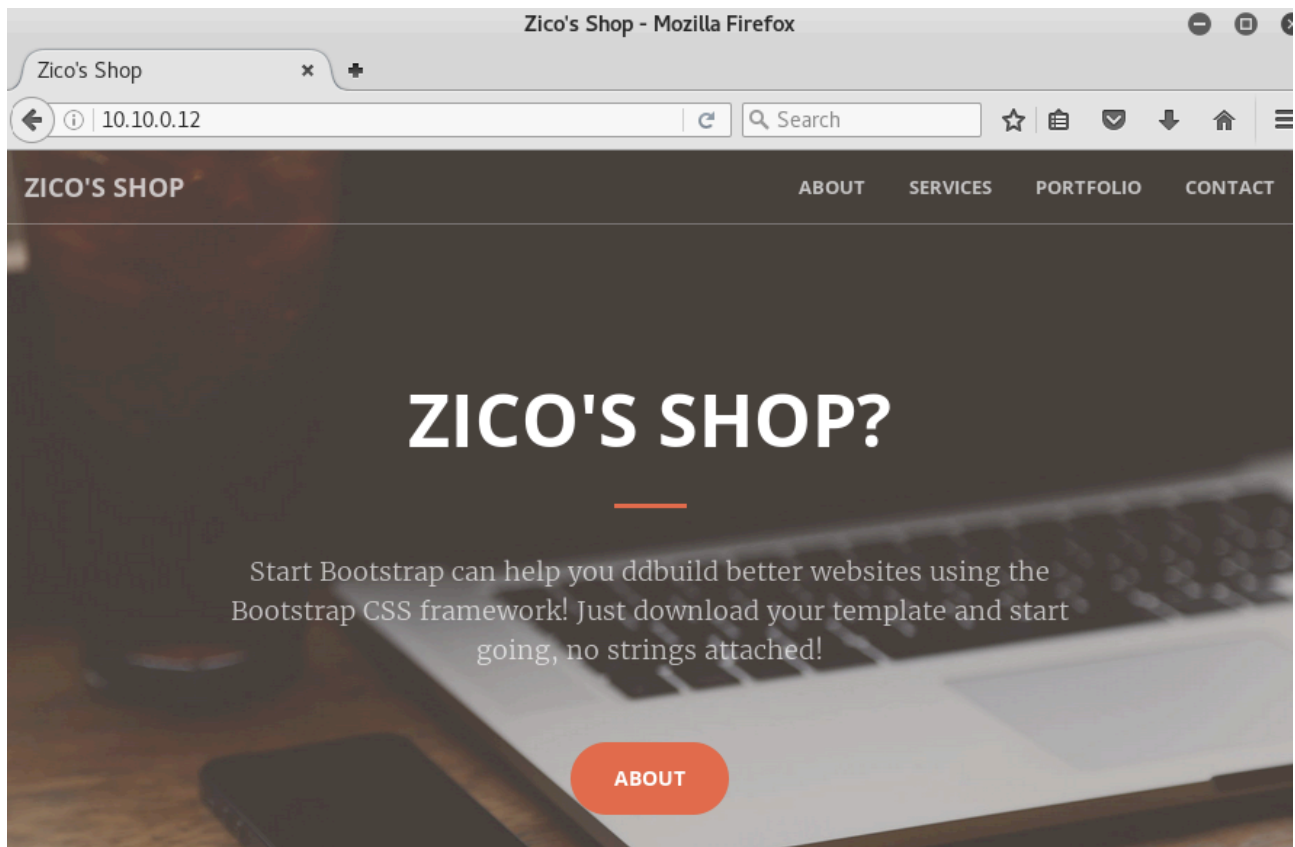 Zico's Shop - Mozilla Firefox
Zico's Shop
10.10.0.12
Search
ZICO'S SHOP
ABOUT SERVICES PORTFOLIO CONTACT
ZICO'S SHOP?
Start Bootstrap can help you ddbuild better websites using the
Bootstrap CSS framework! Just download your template and start
going, no strings attached!
ABOUT